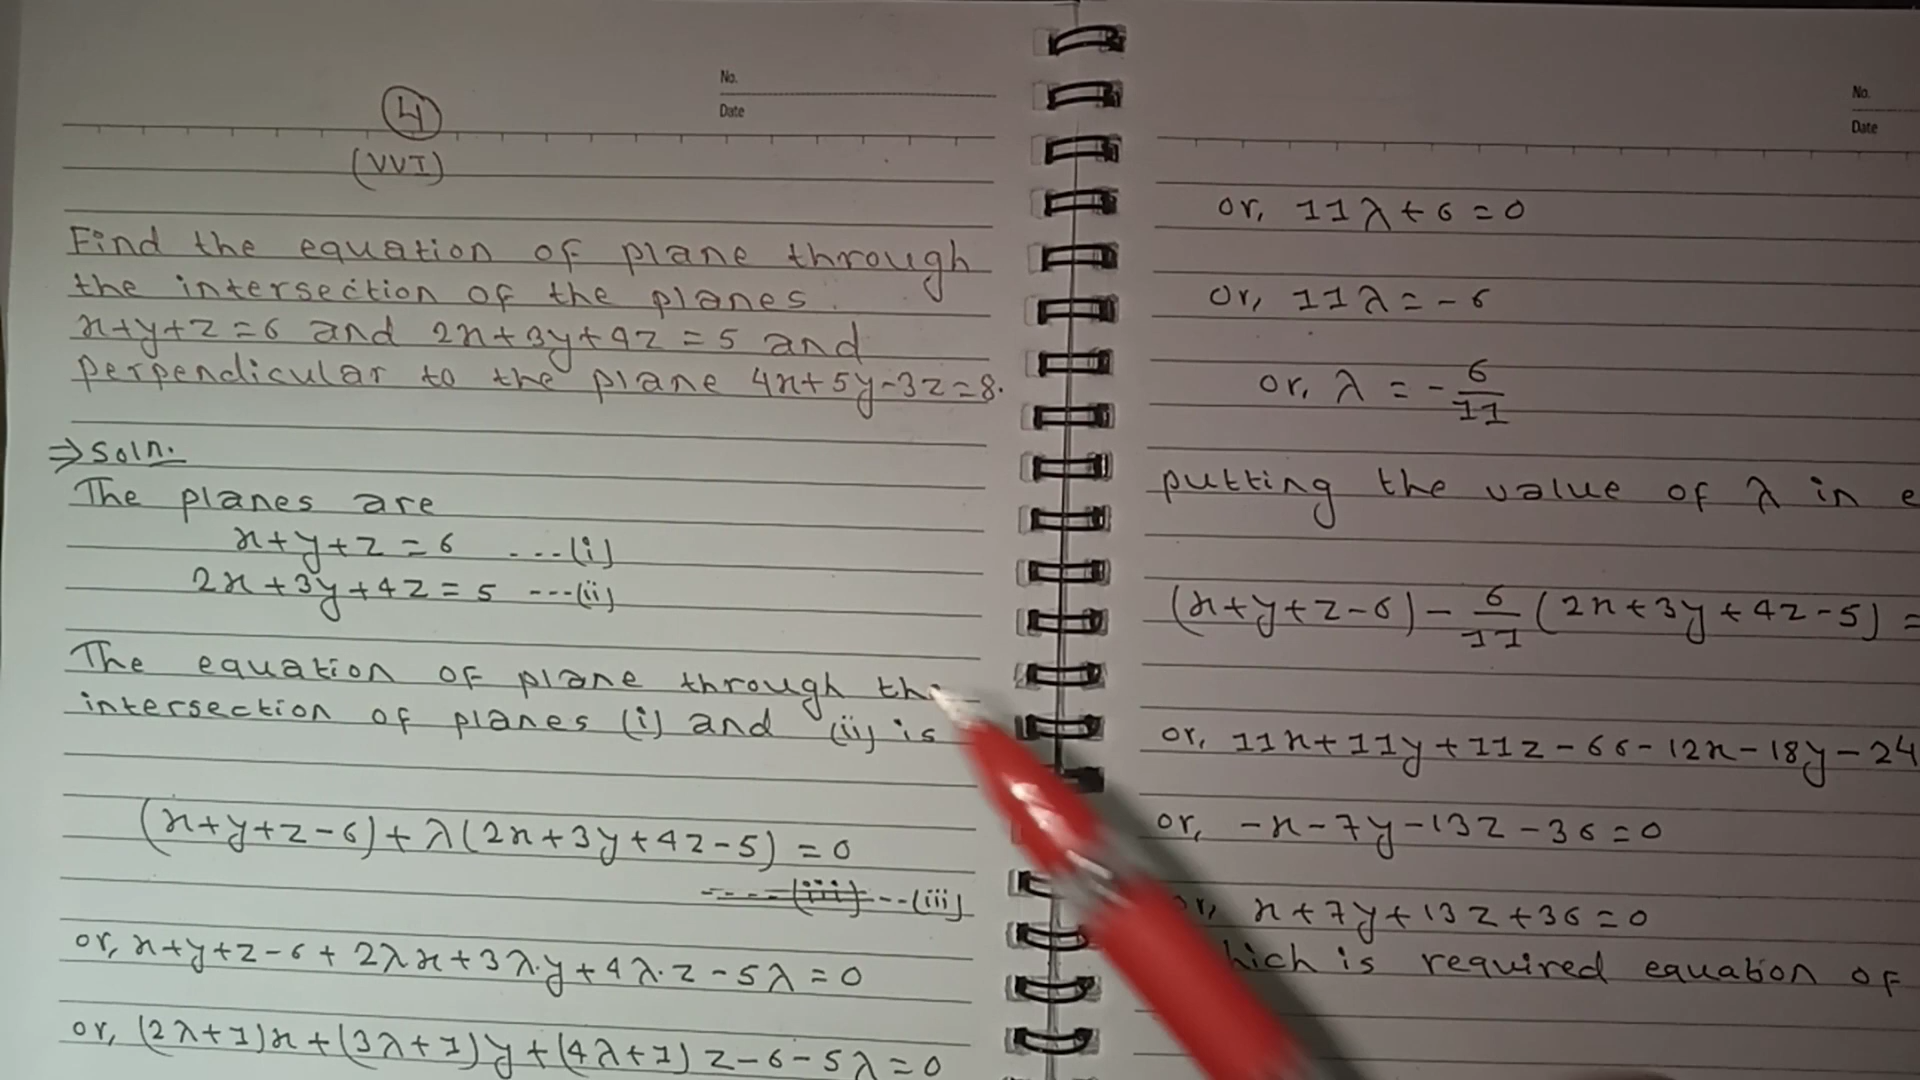 No.
Date
4
(VVI)
Find the equation of plane through
the intersection of the planes
x+y+z=6 and 2x+3y+4z=5 and
perpendicular to the plane 4x+5y-3z=8.
⇒ Soln.
The planes are
x+y+z=6 ---(i)
2x+3y+4z=5 ---(ii)
The equation of plane through the
intersection of planes (i) and (ii) is
(x+y+z-6)+λ(2x+3y+4z-5)=0
---(iii)
or, x+y+z-6+2λx+3λ.y+4λ.z-5λ=0
or, (2λ+1)x+(3λ+1)y+(4λ+1)z-6-5λ=0
No.
Date
or, 11λ+6=0
or, 11λ=-6
or, λ=-6/11
putting the value of λ in e
(x+y+z-6)-6/11(2x+3y+4z-5)=
or, 11x+11y+11z-66-12x-18y-24
or, -x-7y-13z-36=0
or, x+7y+13z+36=0
hich is required equation of